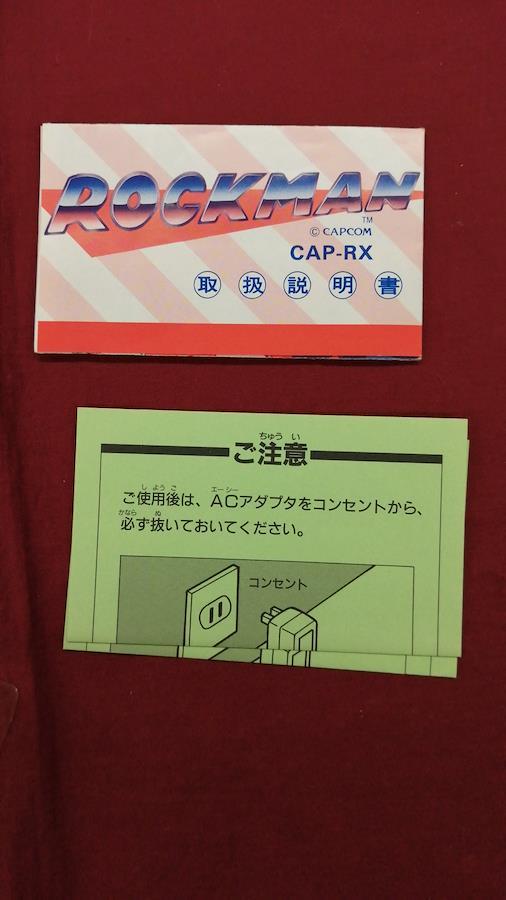 ROCKMAN
TM
© CAPCOM
CAP-RX
取扱説明書
ちゅうい
ご注意
しようご エーシー
ご使用後は、ACアダプタをコンセントから、
かなら ぬ
必ず抜いておいてください。
コンセント